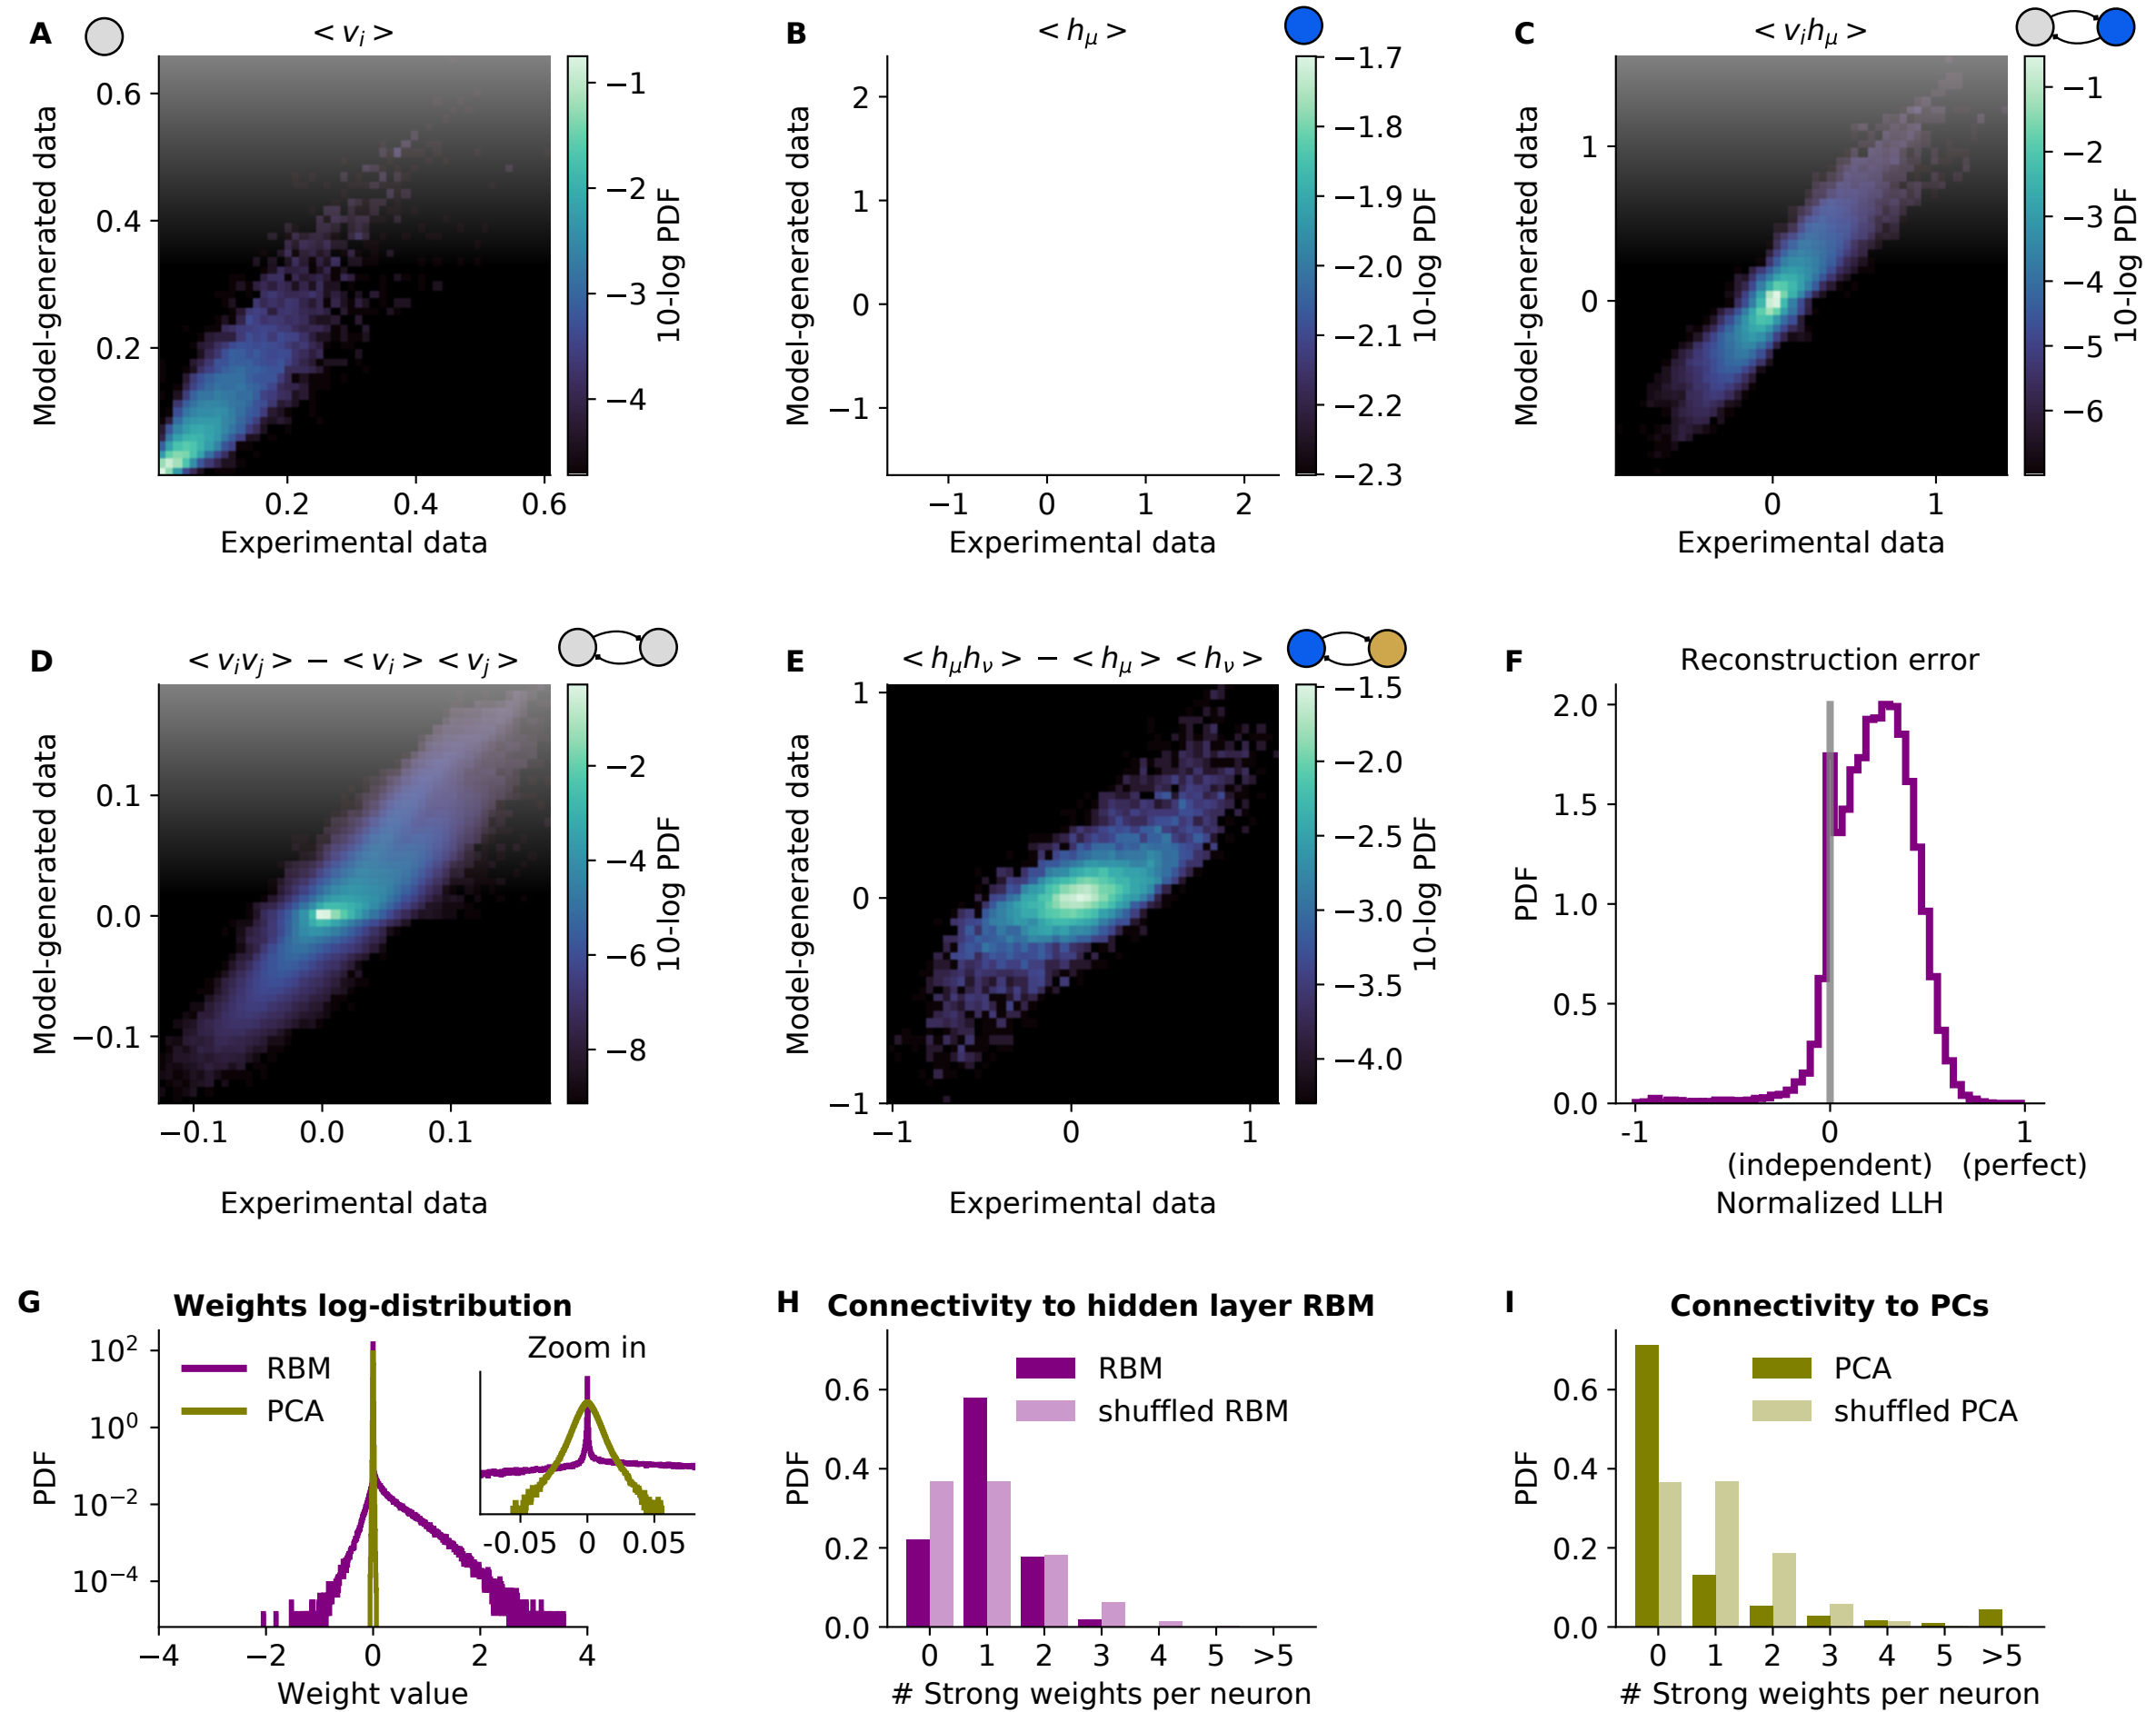 A
< v_i >
Model-generated data
0.6
0.4
0.2
0.2 0.4 0.6
Experimental data
−1
−2
−3
−4
10-log PDF
B
< h_μ >
Model-generated data
2
1
0
−1
−1 0 1 2
Experimental data
−1.7
−1.8
−1.9
−2.0
−2.1
−2.2
−2.3
10-log PDF
C
< v_i h_μ >
Model-generated data
1
0
0 1
Experimental data
−1
−2
−3
−4
−5
−6
10-log PDF
D
< v_i v_j > − < v_i > < v_j >
Model-generated data
0.1
0.0
−0.1
−0.1 0.0 0.1
Experimental data
−2
−4
−6
−8
10-log PDF
E
< h_μ h_ν > − < h_μ > < h_ν >
Model-generated data
1
0
−1
−1 0 1
Experimental data
−1.5
−2.0
−2.5
−3.0
−3.5
−4.0
10-log PDF
F
Reconstruction error
PDF
2.0
1.5
1.0
0.5
0.0
-1 0 1
(independent) (perfect)
Normalized LLH
G
Weights log-distribution
PDF
10^2
10^0
10^−2
10^−4
RBM
PCA
Zoom in
-0.05 0 0.05
−4 −2 0 2 4
Weight value
H
Connectivity to hidden layer RBM
PDF
0.6
0.4
0.2
0.0
RBM
shuffled RBM
0 1 2 3 4 5 >5
# Strong weights per neuron
I
Connectivity to PCs
PDF
0.6
0.4
0.2
0.0
PCA
shuffled PCA
0 1 2 3 4 5 >5
# Strong weights per neuron